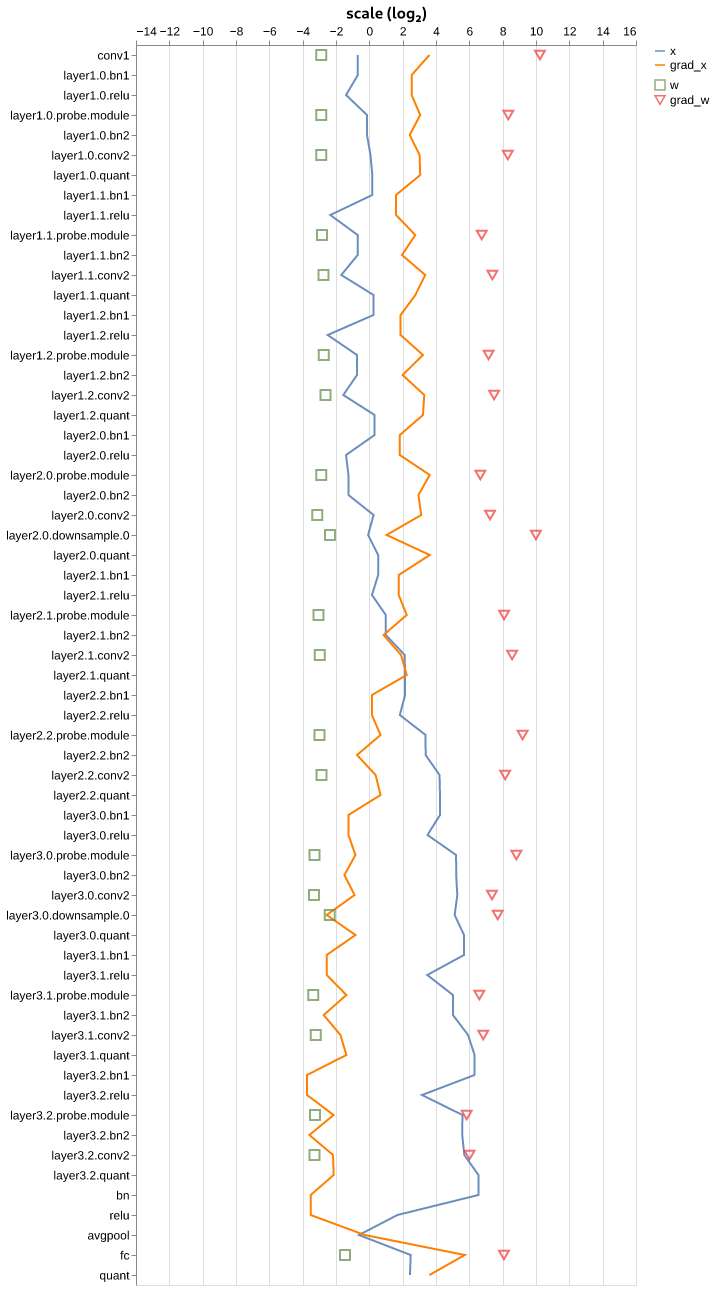 scale (log₂)
−14 −12 −10 −8 −6 −4 −2 0 2 4 6 8 10 12 14 16
x
grad_x
w
grad_w
conv1
layer1.0.bn1
layer1.0.relu
layer1.0.probe.module
layer1.0.bn2
layer1.0.conv2
layer1.0.quant
layer1.1.bn1
layer1.1.relu
layer1.1.probe.module
layer1.1.bn2
layer1.1.conv2
layer1.1.quant
layer1.2.bn1
layer1.2.relu
layer1.2.probe.module
layer1.2.bn2
layer1.2.conv2
layer1.2.quant
layer2.0.bn1
layer2.0.relu
layer2.0.probe.module
layer2.0.bn2
layer2.0.conv2
layer2.0.downsample.0
layer2.0.quant
layer2.1.bn1
layer2.1.relu
layer2.1.probe.module
layer2.1.bn2
layer2.1.conv2
layer2.1.quant
layer2.2.bn1
layer2.2.relu
layer2.2.probe.module
layer2.2.bn2
layer2.2.conv2
layer2.2.quant
layer3.0.bn1
layer3.0.relu
layer3.0.probe.module
layer3.0.bn2
layer3.0.conv2
layer3.0.downsample.0
layer3.0.quant
layer3.1.bn1
layer3.1.relu
layer3.1.probe.module
layer3.1.bn2
layer3.1.conv2
layer3.1.quant
layer3.2.bn1
layer3.2.relu
layer3.2.probe.module
layer3.2.bn2
layer3.2.conv2
layer3.2.quant
bn
relu
avgpool
fc
quant